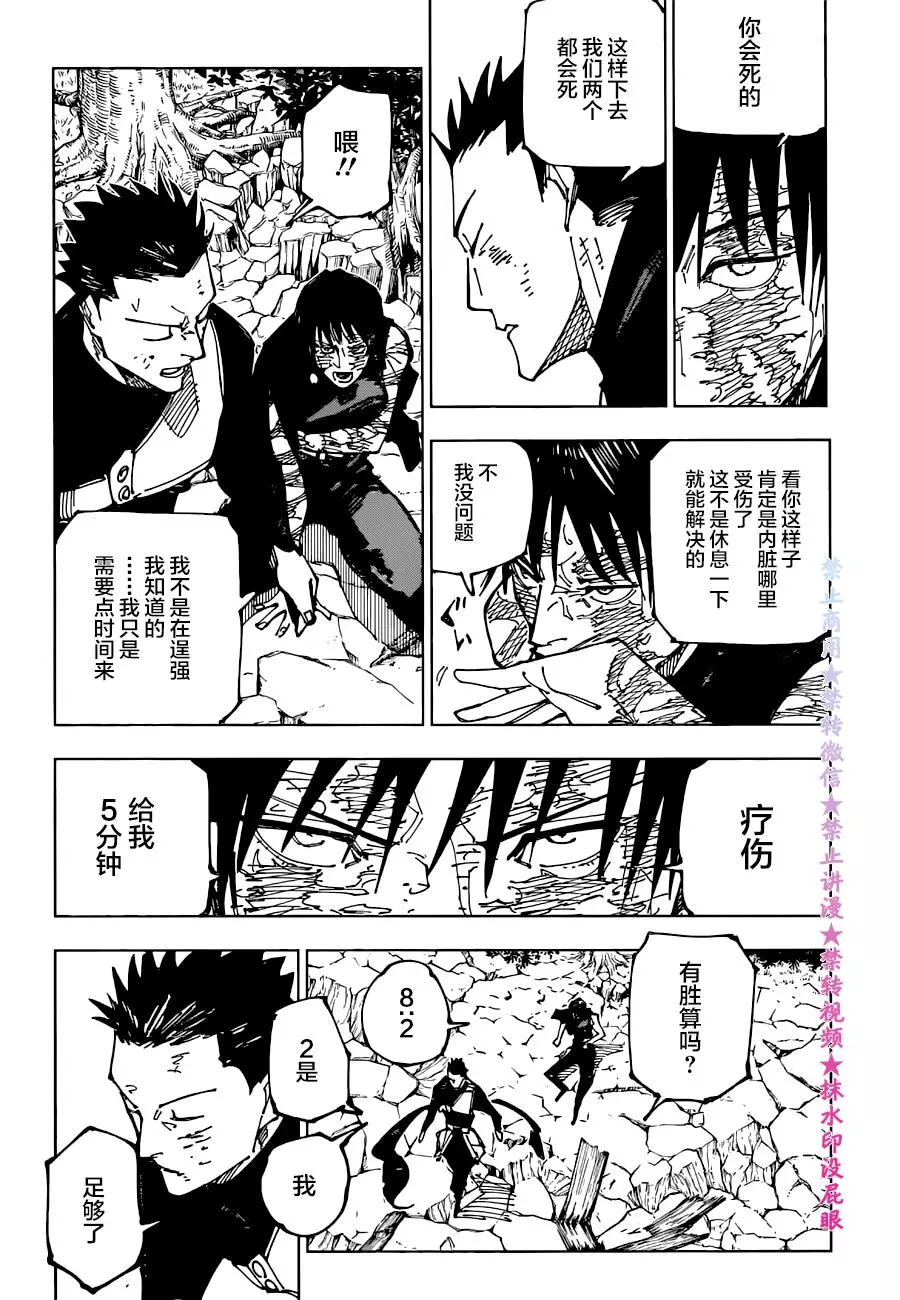 你会死的
这样下去
我们两个
都会死
喂!!
看你这样子
肯定是内脏哪里
受伤了
这不是休息一下
就能解决的
不
我没问题
我不是在逞强
我知道的
……我只是
需要点时间来
疗伤
给我
5分钟
有胜算吗?
8:2
2是
我
足够了
禁止商用★禁转微信★禁止讲漫★禁转视频★抹水印没屁眼